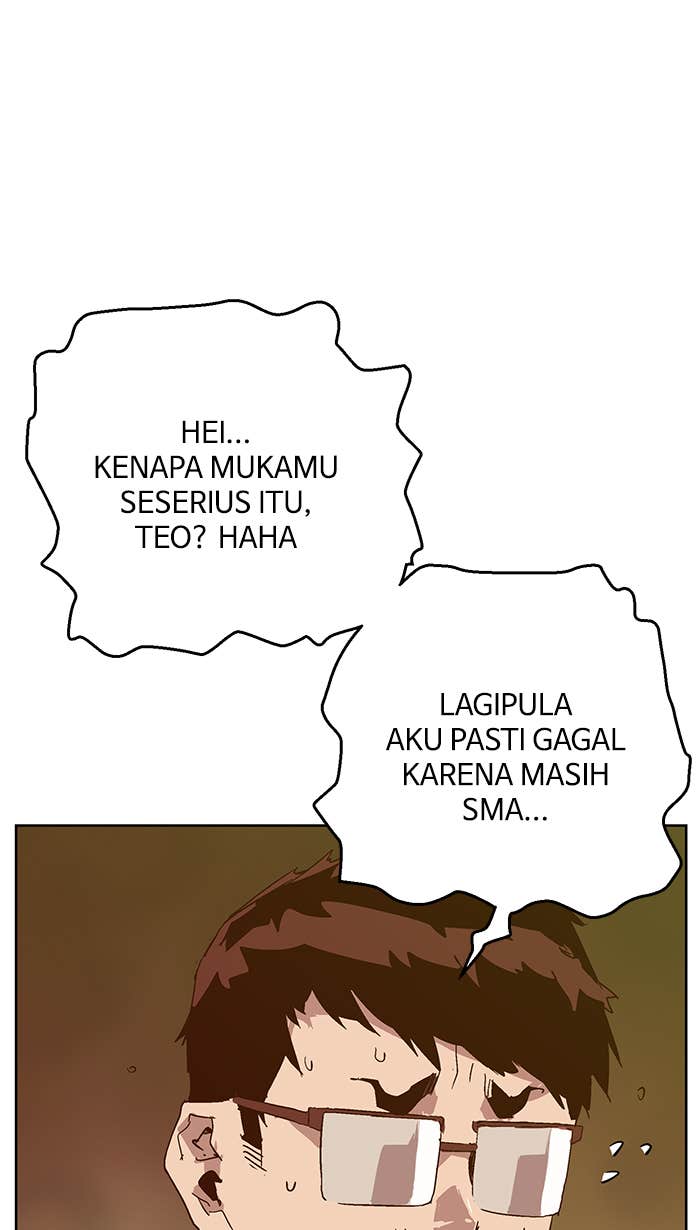 HEI...
KENAPA MUKAMU
SESERIUS ITU,
TEO? HAHA
LAGIPULA
AKU PASTI GAGAL
KARENA MASIH
SMA...